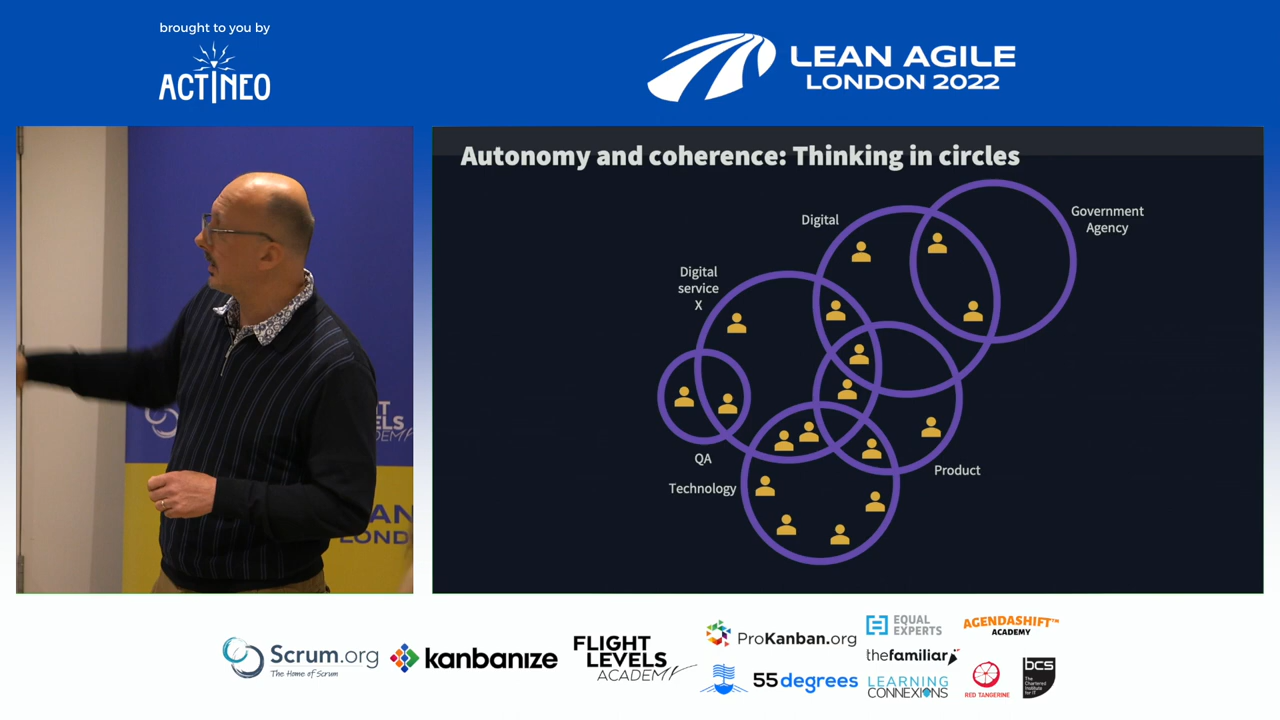 brought to you by
ACTINEO
LEAN AGILE
LONDON 2022
Autonomy and coherence: Thinking in circles
Digital
Government
Agency
Digital
service
X
QA
Technology
Product
ELS
LOND
Scrum.org
The Home of Scrum
kanbanize
FLIGHT
LEVELS
ACADEMY
ProKanban.org
55degrees
EQUAL
EXPERTS
thefamiliar
LEARNING
CONNEXIONS
AGENDASHIFT™
ACADEMY
RED TANGERINE
bcs
The
Chartered
Institute
for IT